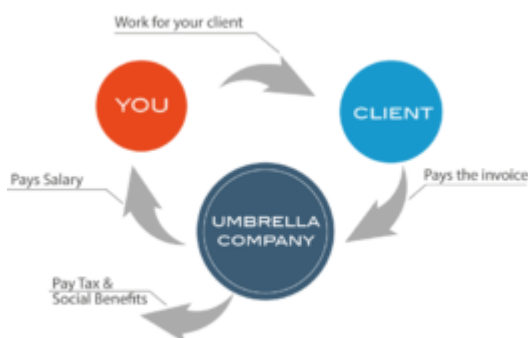 Work for your client
YOU
CLIENT
Pays Salary
Pays the invoice
UMBRELLA
COMPANY
Pay Tax &
Social Benefits